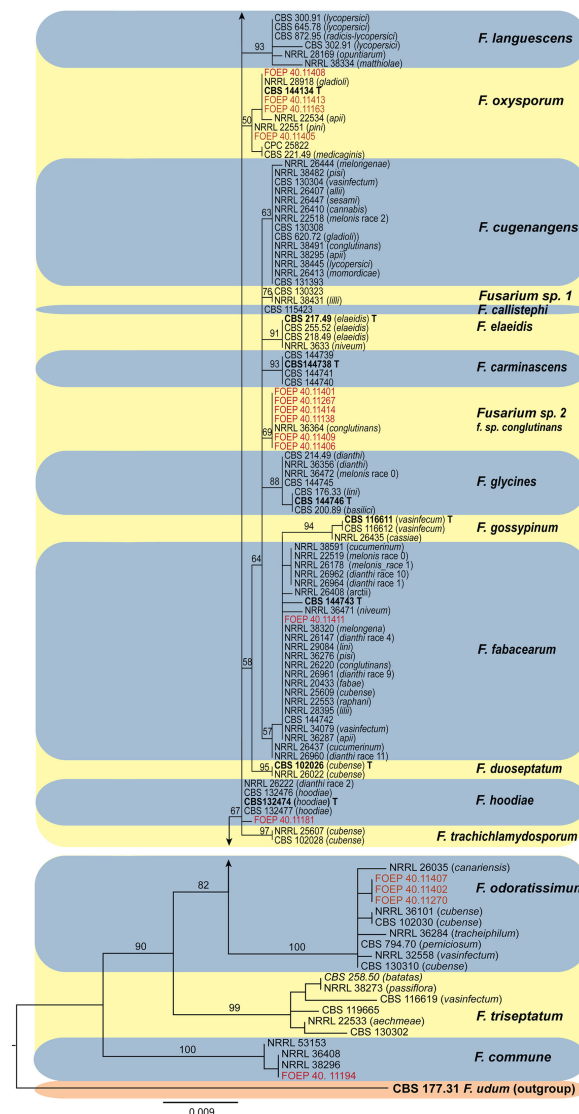 CBS 300.91 (lycopersici)
CBS 645.78 (lycopersici)
CBS 872.95 (radicis-lycopersici)
93
CBS 302.91 (lycopersici)
NRRL 28169 (opuntiarum)
NRRL 38334 (matthiolae)
F. languescens
FOEP 40.11408
NRRL 28918 (gladioli)
CBS 144134 T
FOEP 40.11413
FOEP 40.11163
50
NRRL 22534 (apii)
NRRL 22551 (pini)
FOEP 40.11405
CPC 25822
CBS 221.49 (medicaginis)
F. oxysporum
NRRL 26444 (melongenae)
NRRL 38482 (pisi)
CBS 130304 (vasinfectum)
NRRL 26407 (allii)
NRRL 26447 (sesami)
NRRL 26410 (cannabis)
63
NRRL 22518 (melongis race 2)
CBS 130308
CBS 620.72 (gladioli))
NRRL 38491 (conglutinans)
NRRL 38295 (apii)
NRRL 38445 (lycopersici)
NRRL 26413 (momordicae)
CBS 131393
F. cugenangens
76
CBS 130323
NRRL 38431 (lilli)
Fusarium sp. 1
CBS 115423
F. callistephi
CBS 217.49 (elaeidis) T
CBS 255.52 (elaeidis)
91
CBS 218.49 (elaeidis)
NRRL 3633 (niveum)
F. elaeidis
CBS 144739
93
CBS144738 T
CBS 144741
CBS 144740
F. carminascens
FOEP 40.11401
FOEP 40.11267
FOEP 40.11414
FOEP 40.11138
NRRL 36364 (conglutinans)
69
FOEP 40.11409
FOEP 40.11406
Fusarium sp. 2
f. sp. conglutinans
CBS 214.49 (dianthi)
NRRL 36356 (dianthi)
NRRL 36472 (melonis race 0)
88
CBS 144745
CBS 176.33 (lini)
CBS 144746 T
CBS 200.89 (basilici)
F. glycines
CBS 116611 (vasinfecum) T
94
CBS 116612 (vasinfecum)
NRRL 26435 (cassiae)
F. gossypinum
NRRL 38591 (cucumerinum)
NRRL 22519 (melonis race 0)
64
NRRL 26178 (melonis_race 1)
NRRL 26962 (dianthi race 10)
NRRL 26964 (dianthi race 1)
NRRL 26408 (arctii)
CBS 144743 T
NRRL 36471 (niveum)
FOEP 40.11411
NRRL 38320 (melongena)
NRRL 26147 (dianthi race 4)
NRRL 29084 (lini)
58
NRRL 36276 (pisi)
NRRL 26220 (conglutinans)
NRRL 26961 (dianthi race 9)
NRRL 20433 (fabae)
NRRL 25609 (cubense)
NRRL 22553 (raphani)
NRRL 28395 (lilii)
CBS 144742
NRRL 34079 (vasinfectum)
57
NRRL 36287 (apii)
NRRL 26437 (cucumerinum)
NRRL 26960 (dianthi race 11)
F. fabacearum
95
CBS 102026 (cubense) T
NRRL 26022 (cubense)
F. duoseptatum
NRRL 26222 (dianthi race 2)
CBS 132476 (hoodiae)
CBS132474 (hoodiae) T
67
CBS 132477 (hoodiae)
FOEP 40.11181
F. hoodiae
97
NRRL 25607 (cubense)
CBS 102028 (cubense)
F. trachichlamydosporum
NRRL 26035 (canariensis)
82
FOEP 40.11407
FOEP 40.11402
FOEP 40.11270
NRRL 36101 (cubense)
CBS 102030 (cubense)
NRRL 36284 (tracheiphilum)
100
CBS 794.70 (perniciosum)
NRRL 32558 (vasinfectum)
CBS 130310 (cubense)
F. odoratissimum
90
CBS 258.50 (batatas)
NRRL 38273 (passiflora)
CBS 116619 (vasinfectum)
99
CBS 119665
NRRL 22533 (aechmeae)
CBS 130302
F. triseptatum
NRRL 53153
100
NRRL 36408
NRRL 38296
FOEP 40. 11194
F. commune
CBS 177.31 F. udum (outgroup)
0.009